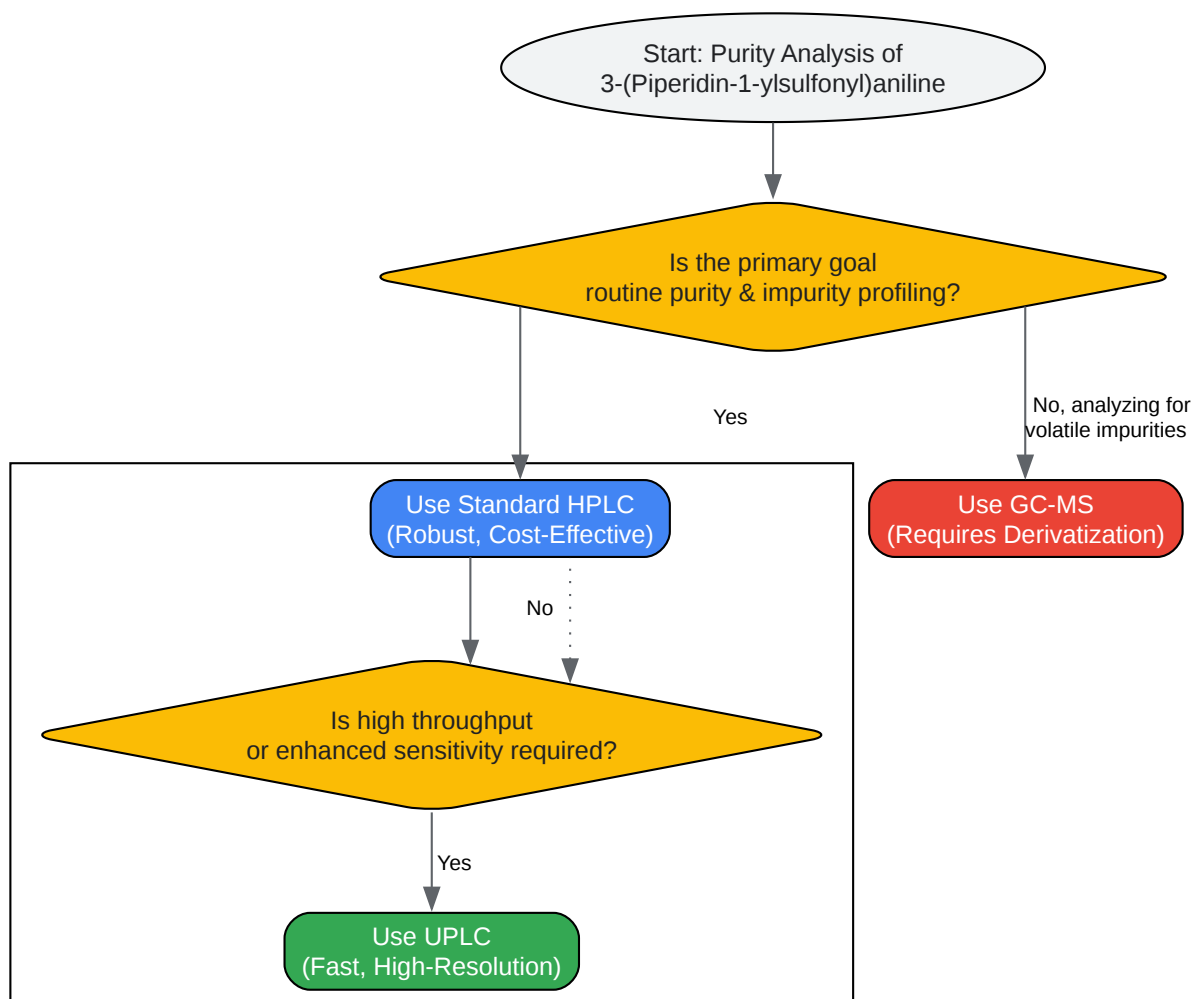 Start: Purity Analysis of
3-(Piperidin-1-ylsulfonyl)aniline
Is the primary goal
routine purity & impurity profiling?
Yes
No, analyzing for
volatile impurities
Use Standard HPLC
(Robust, Cost-Effective)
Use GC-MS
(Requires Derivatization)
No
Is high throughput
or enhanced sensitivity required?
Yes
Use UPLC
(Fast, High-Resolution)